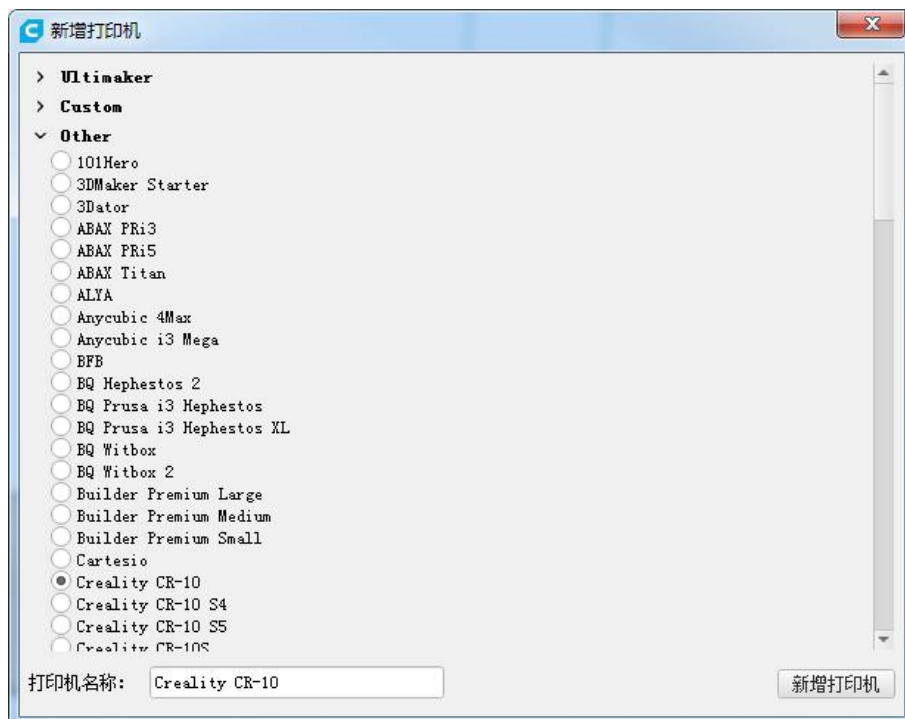 新增打印机
Ultimaker
Custom
Other
101Hero
3DMaker Starter
3Dator
ABAX PRi3
ABAX PRi5
ABAX Titan
ALYA
Anycubic 4Max
Anycubic i3 Mega
BFB
BQ Hephestos 2
BQ Prusa i3 Hephestos
BQ Prusa i3 Hephestos XL
BQ Witbox
BQ Witbox 2
Builder Premium Large
Builder Premium Medium
Builder Premium Small
Cartesio
Creality CR-10
Creality CR-10 S4
Creality CR-10 S5
Creality CR-10S
打印机名称： Creality CR-10 新增打印机